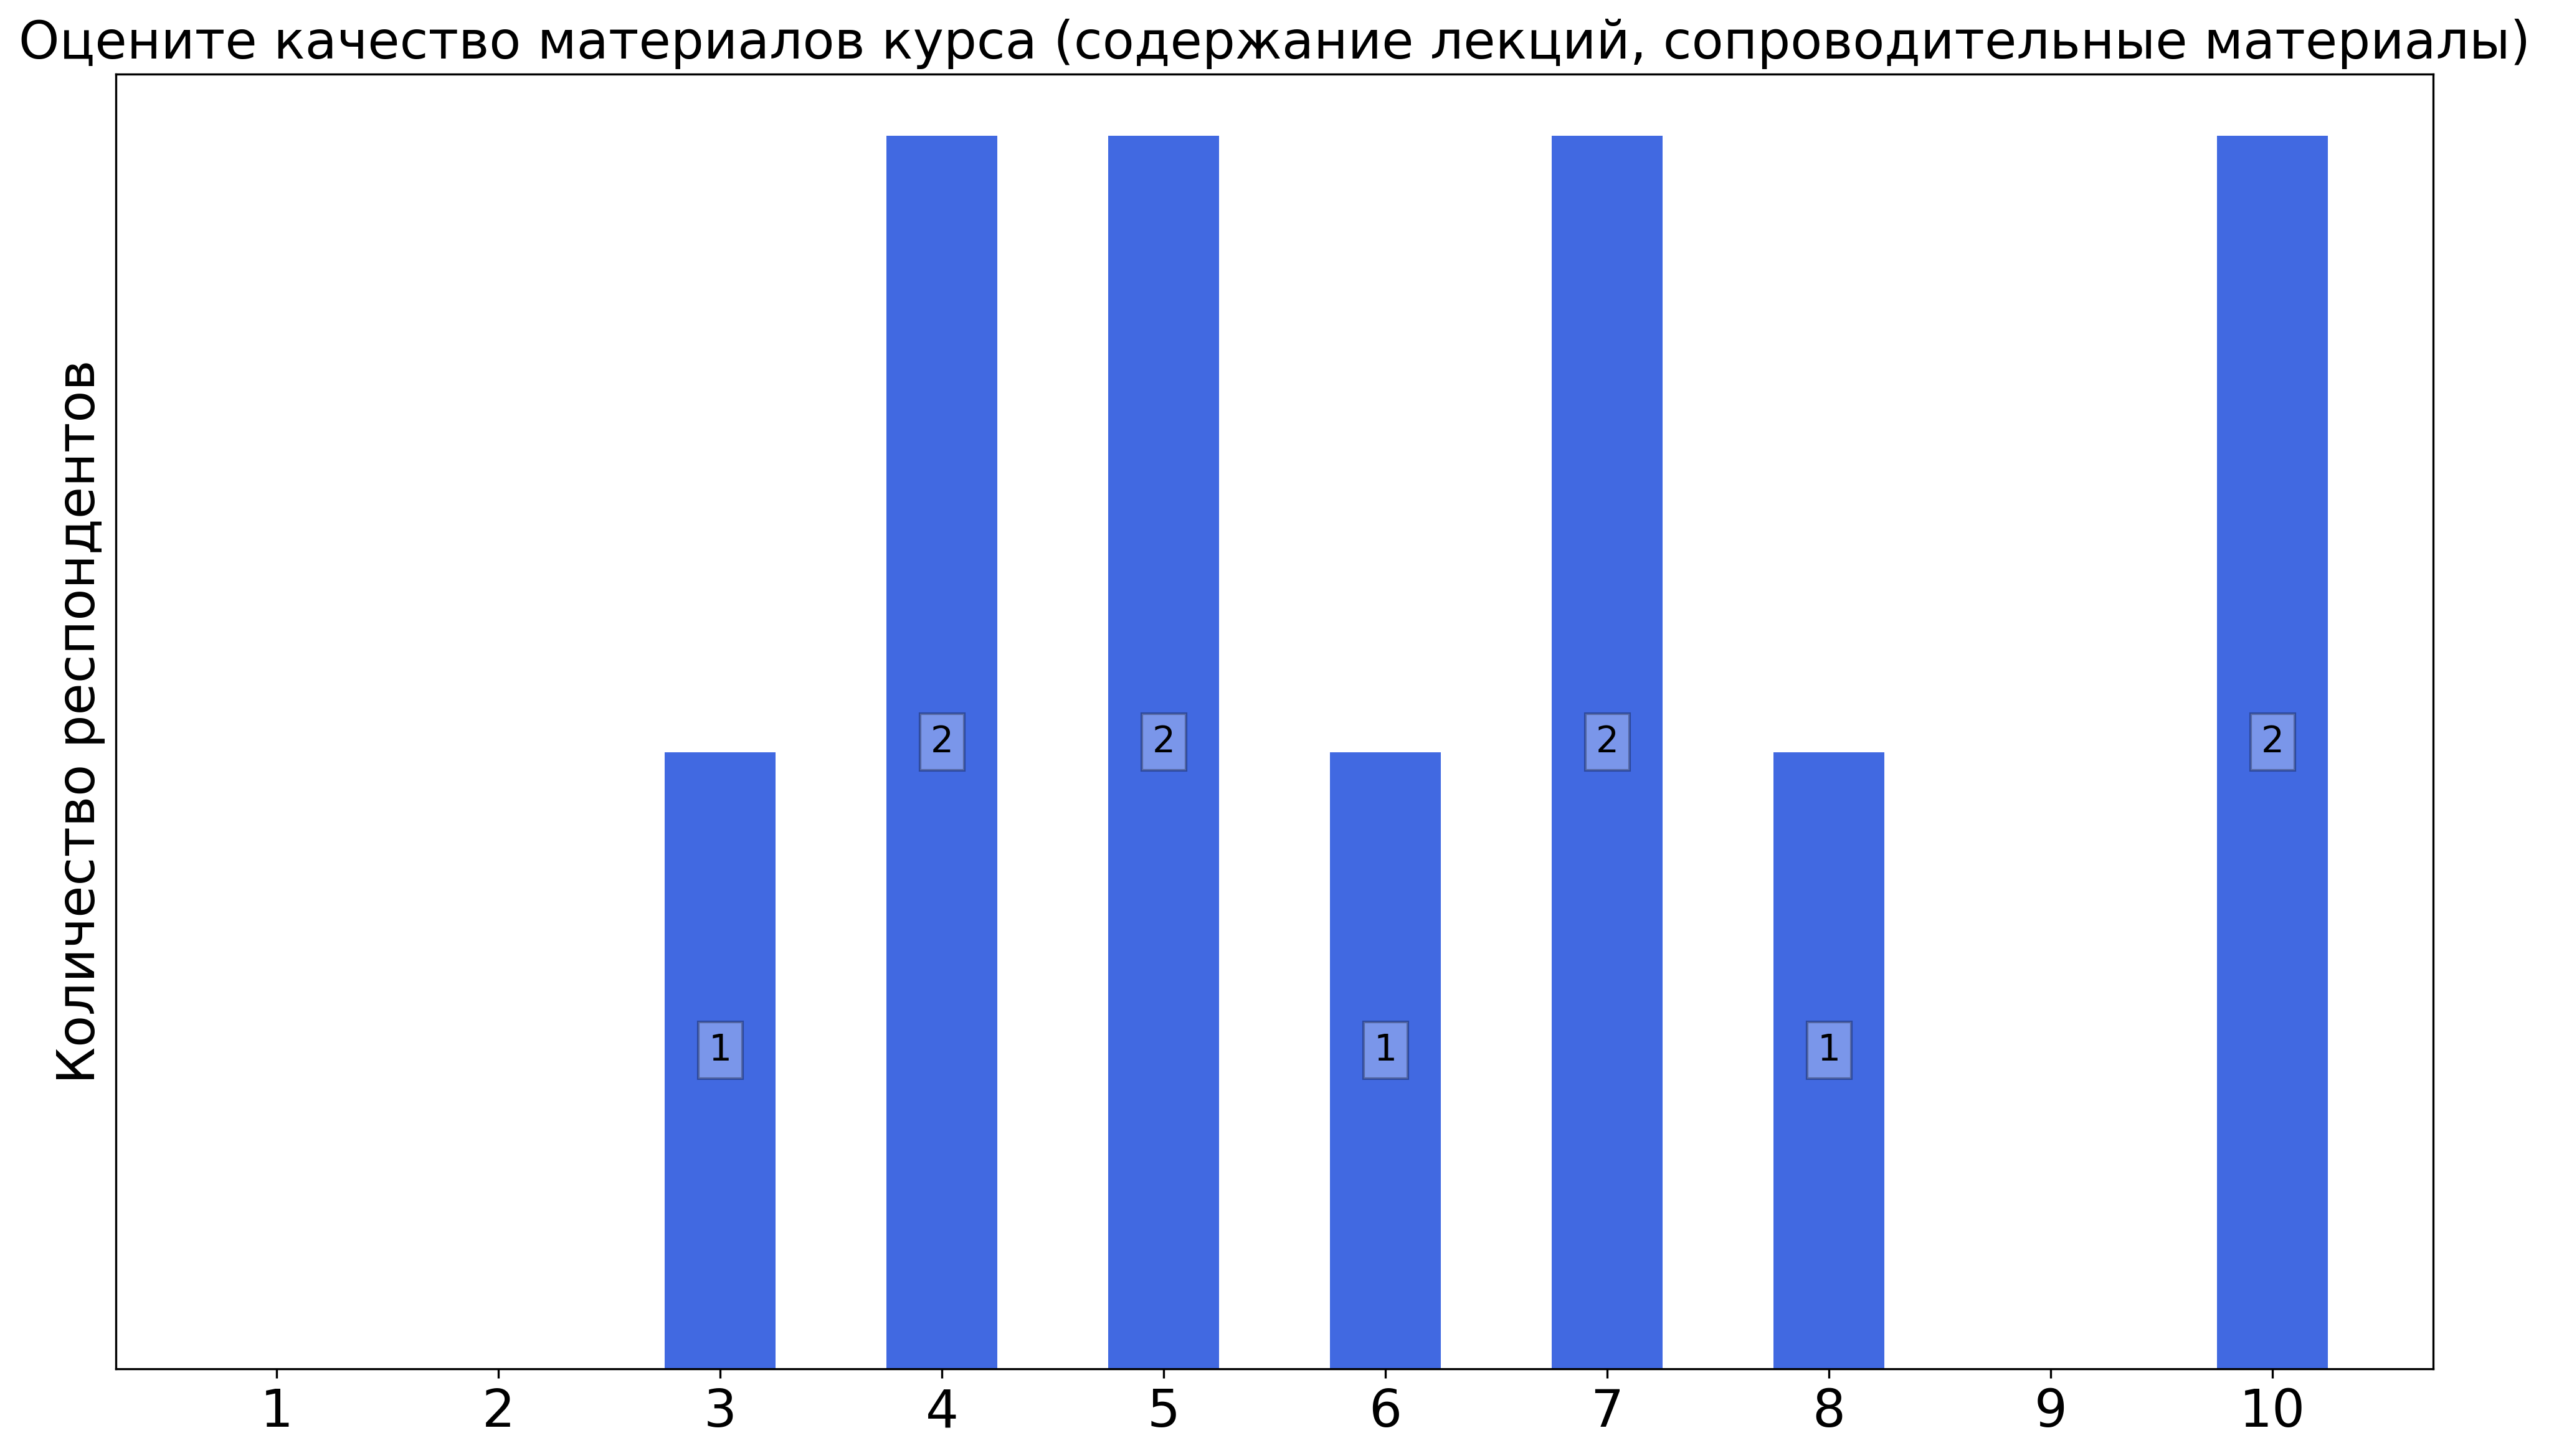 Оцените качество материалов курса (содержание лекций, сопроводительные материалы)
Количество респондентов
2 2 2 2
1 1 1
1 2 3 4 5 6 7 8 9 10